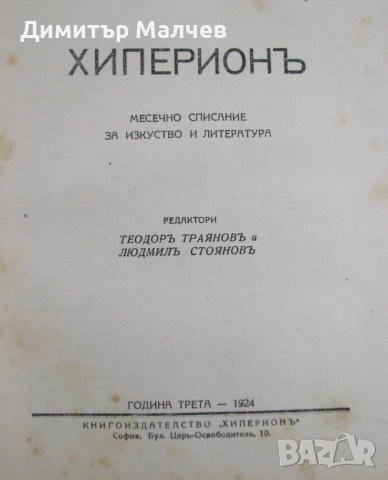 Димитър Малчев
ХИПЕРИОНЪ
МЕСЕЧНО СПИСАНИЕ
ЗА ИЗКУСТВО И ЛИТЕРАТУРА
РЕДАКТОРИ
ТЕОДОРЪ ТРАЯНОВЪ и
ЛЮДМИЛЪ СТОЯНОВЪ
ГОДИНА ТРЕТА — 1924
КНИГОИЗДАТЕЛСТВО „ХИПЕРИОНЪ"
София, Бул. Царь-Освободитель, 10.
BAZAR